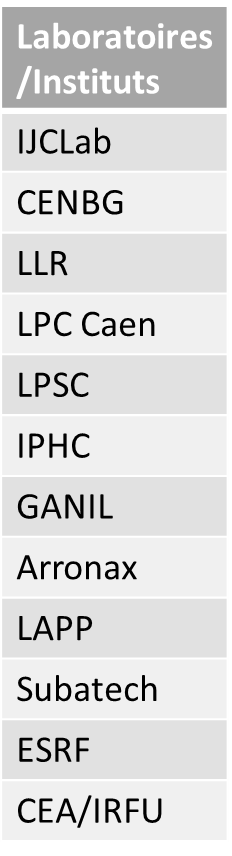 Laboratoires
/Instituts
IJCLab
CENBG
LLR
LPC Caen
LPSC
IPHC
GANIL
Arronax
LAPP
Subatech
ESRF
CEA/IRFU